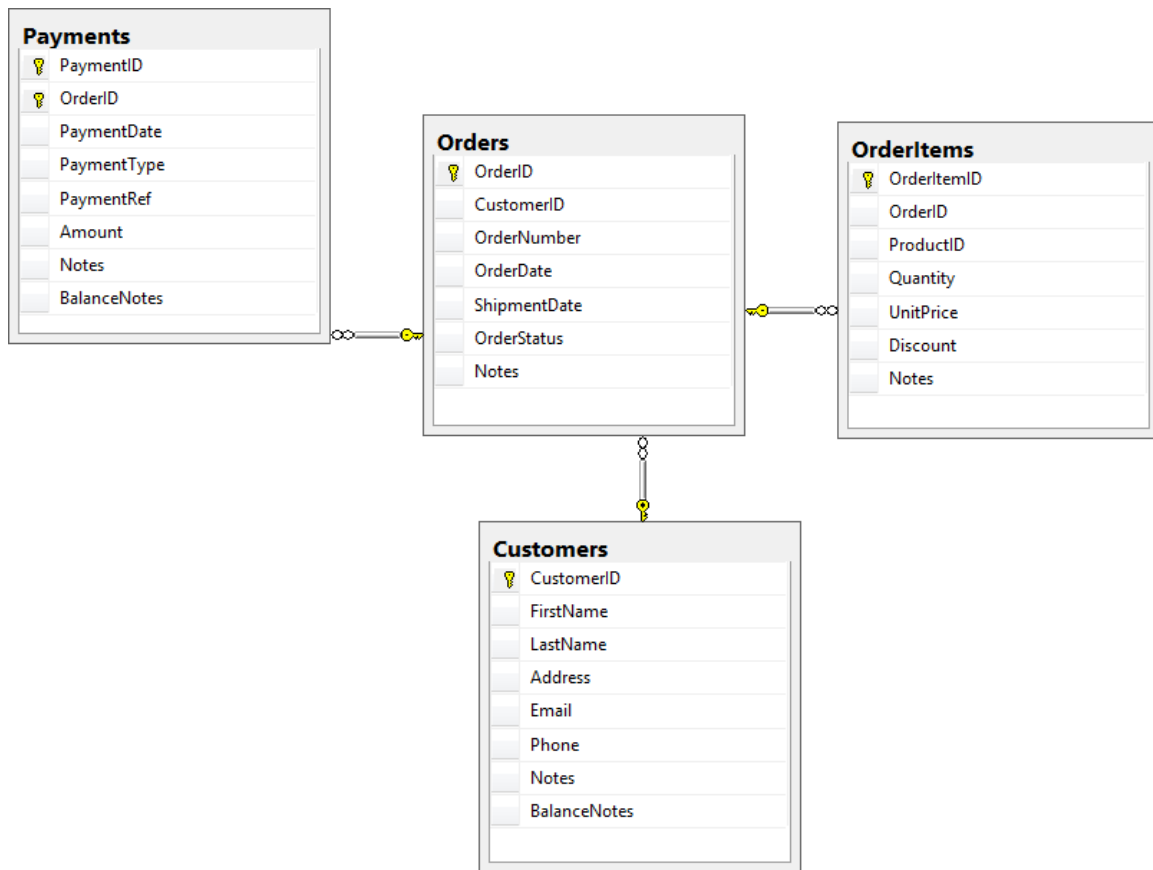 Payments
PaymentID
OrderID
PaymentDate
PaymentType
PaymentRef
Amount
Notes
BalanceNotes
Orders
OrderID
CustomerID
OrderNumber
OrderDate
ShipmentDate
OrderStatus
Notes
OrderItems
OrderItemID
OrderID
ProductID
Quantity
UnitPrice
Discount
Notes
Customers
CustomerID
FirstName
LastName
Address
Email
Phone
Notes
BalanceNotes